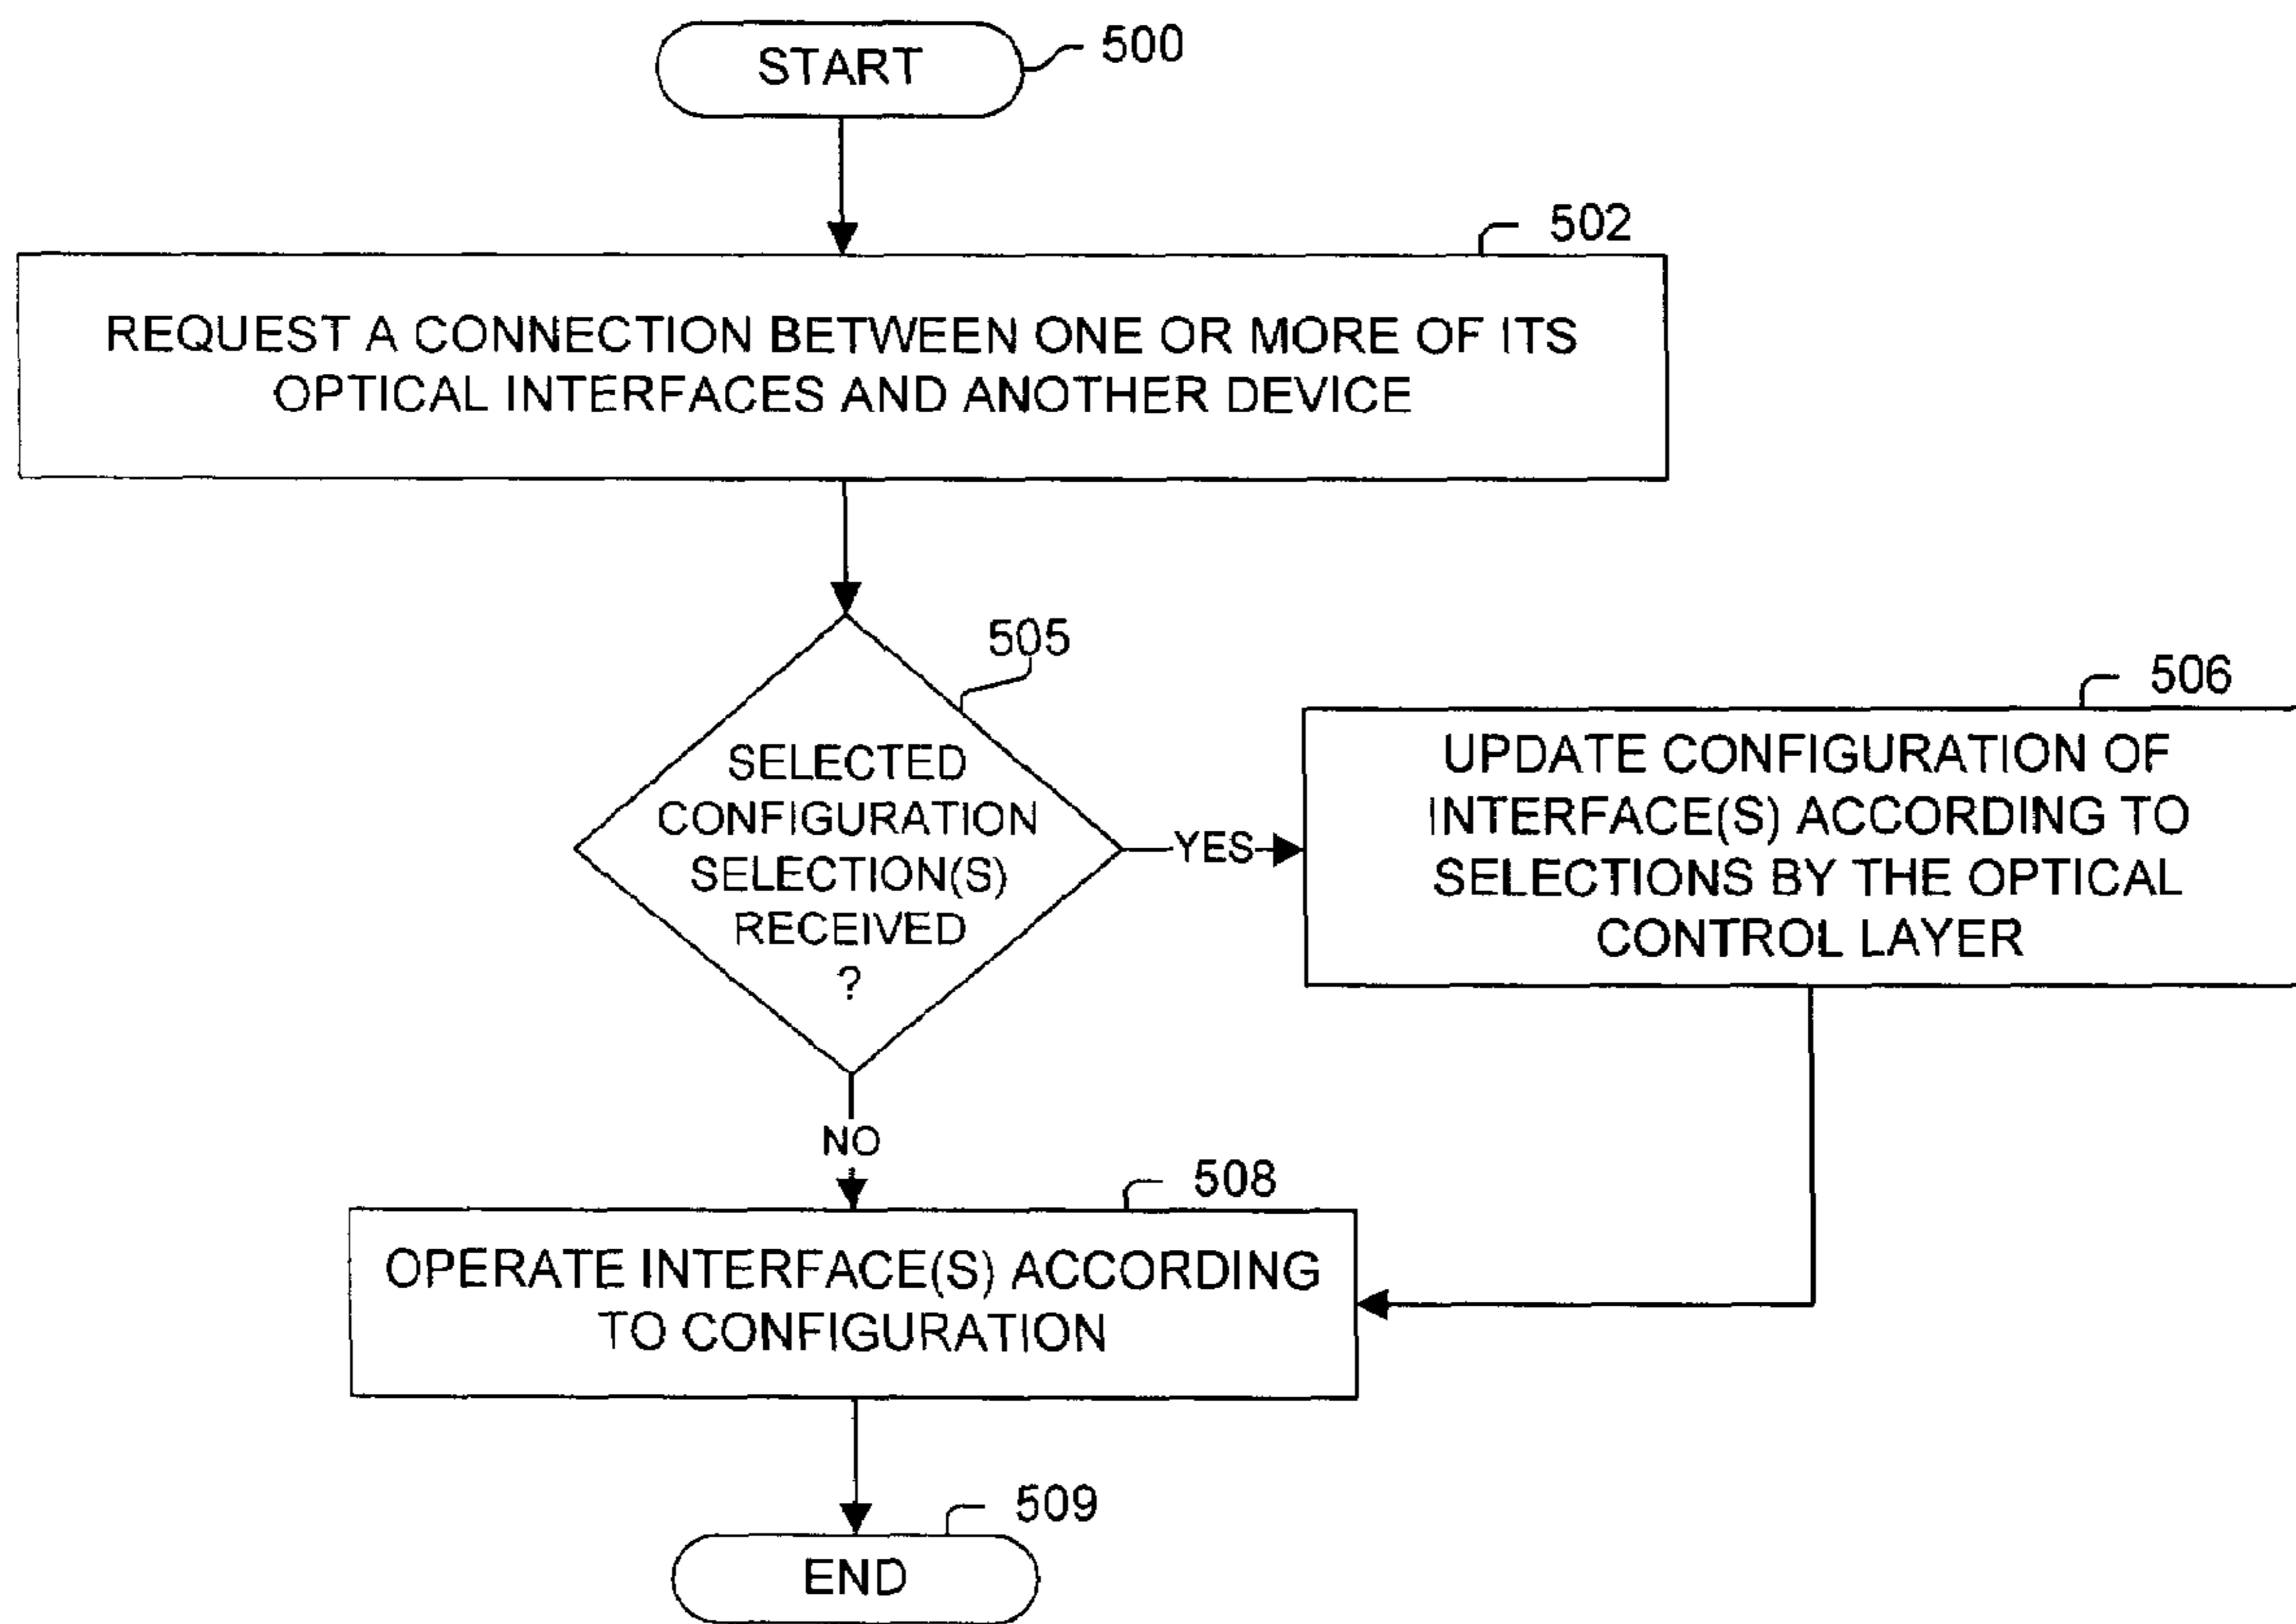 START
500
502
REQUEST A CONNECTION BETWEEN ONE OR MORE OF ITS
OPTICAL INTERFACES AND ANOTHER DEVICE
505
SELECTED
CONFIGURATION
SELECTION(S)
RECEIVED
?
YES
506
UPDATE CONFIGURATION OF
INTERFACE(S) ACCORDING TO
SELECTIONS BY THE OPTICAL
CONTROL LAYER
NO
508
OPERATE INTERFACE(S) ACCORDING
TO CONFIGURATION
509
END